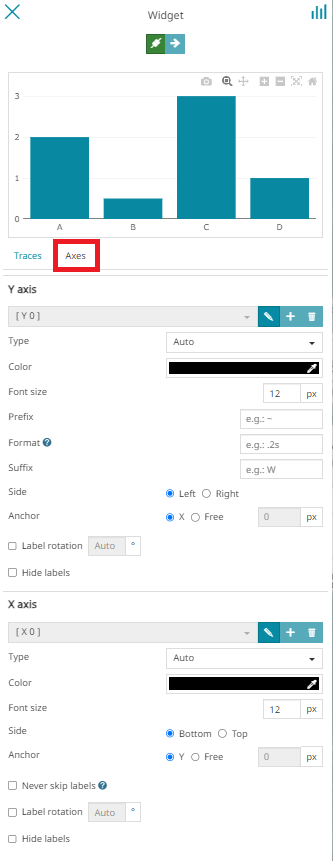 Widget
3
2
1
0
A B C D
Traces Axes
Y axis
[ Y 0 ]
Type Auto
Color
Font size 12 px
Prefix e.g.: ~
Format ? e.g.: .2s
Suffix e.g.: W
Side Left Right
Anchor X Free 0 px
Label rotation Auto °
Hide labels
X axis
[ X 0 ]
Type Auto
Color
Font size 12 px
Side Bottom Top
Anchor Y Free 0 px
Never skip labels ?
Label rotation Auto °
Hide labels